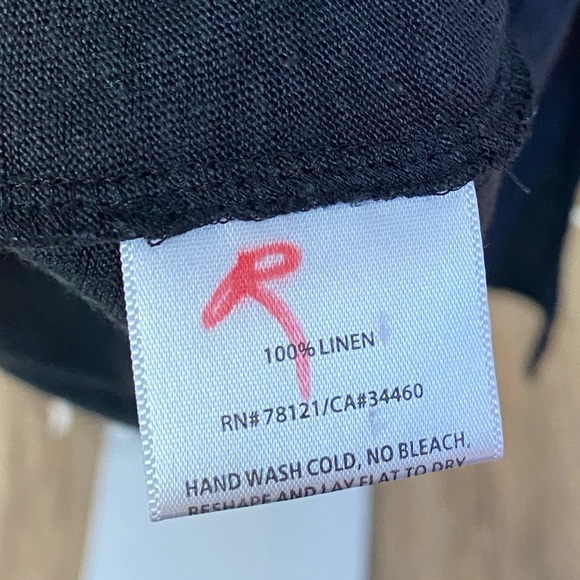 R
100% LINEN
RN# 78121/CA#34460
HAND WASH COLD, NO BLEACH,
RESHAPE AND LAY FLAT TO DRY